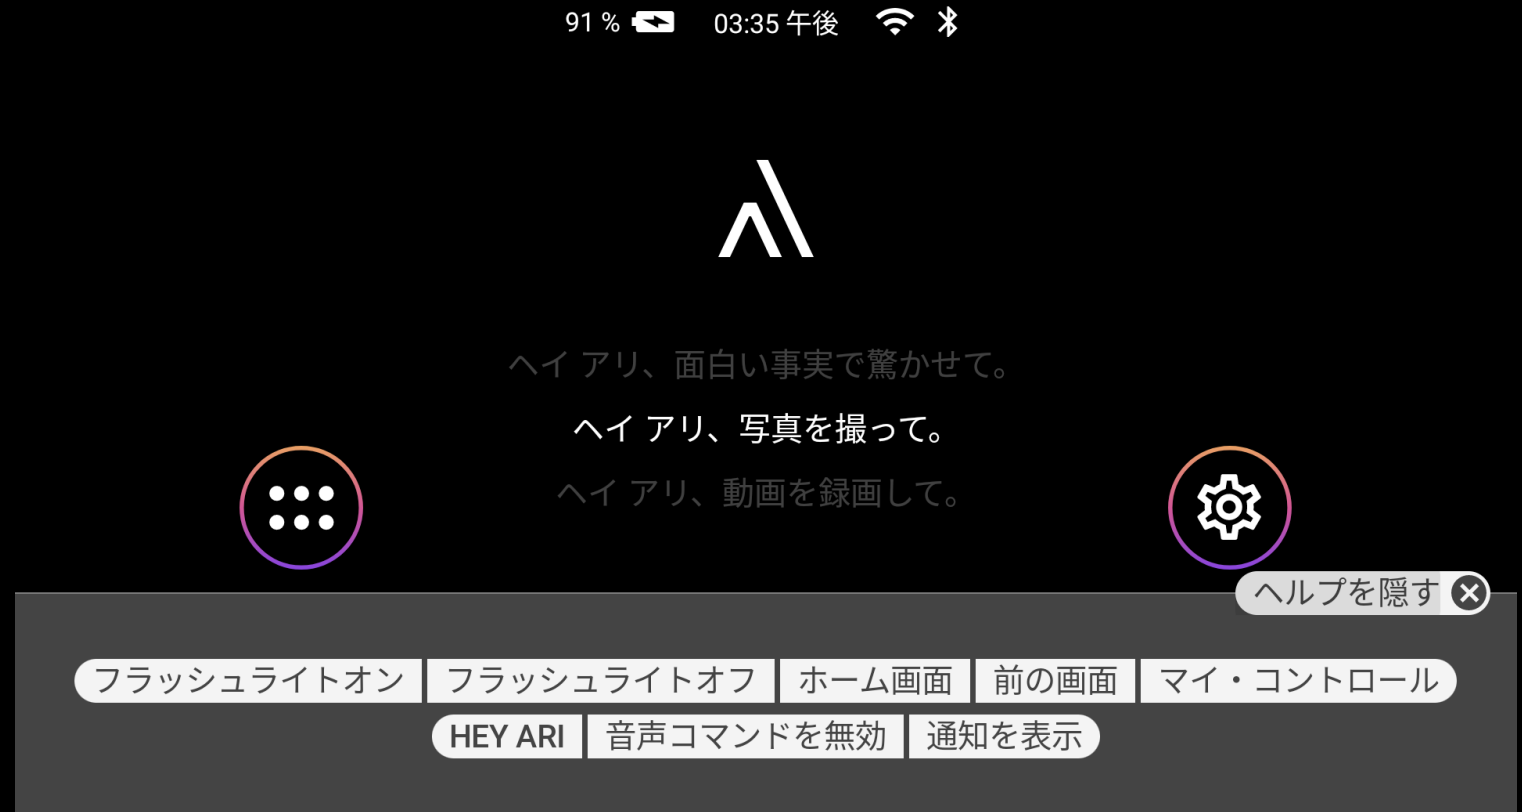 91 % 03:35 午後
ヘイ アリ、面白い事実で驚かせて。
ヘイ アリ、写真を撮って。
ヘイ アリ、動画を録画して。
ヘルプを隠す
フラッシュライトオン フラッシュライトオフ ホーム画面 前の画面 マイ・コントロール
HEY ARI 音声コマンドを無効 通知を表示